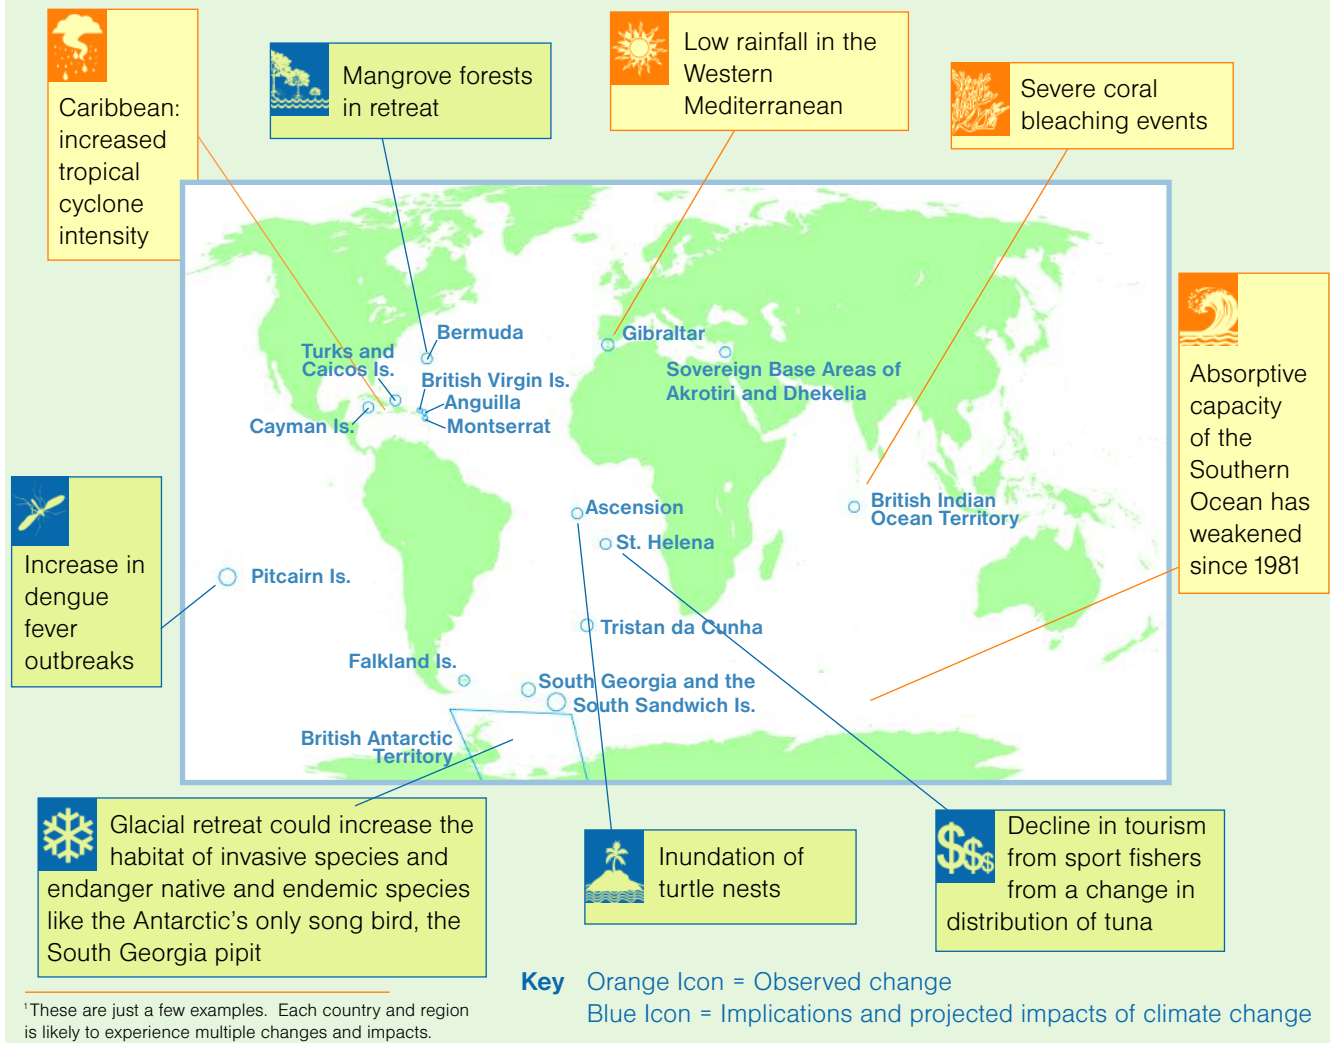 Caribbean:
increased
tropical
cyclone
intensity
Mangrove forests
in retreat
Low rainfall in the
Western
Mediterranean
Severe coral
bleaching events
Absorptive
capacity
of the
Southern
Ocean has
weakened
since 1981
Increase in
dengue
fever
outbreaks
Bermuda
Turks and
Caicos Is.
British Virgin Is.
Anguilla
Cayman Is.
Montserrat
Gibraltar
Sovereign Base Areas of
Akrotiri and Dhekelia
Ascension
St. Helena
British Indian
Ocean Territory
Pitcairn Is.
Tristan da Cunha
Falkland Is.
South Georgia and the
South Sandwich Is.
British Antarctic
Territory
Glacial retreat could increase the
habitat of invasive species and
endanger native and endemic species
like the Antarctic's only song bird, the
South Georgia pipit
Inundation of
turtle nests
$$$
Decline in tourism
from sport fishers
from a change in
distribution of tuna
Key Orange Icon = Observed change
Blue Icon = Implications and projected impacts of climate change
¹These are just a few examples. Each country and region
is likely to experience multiple changes and impacts.